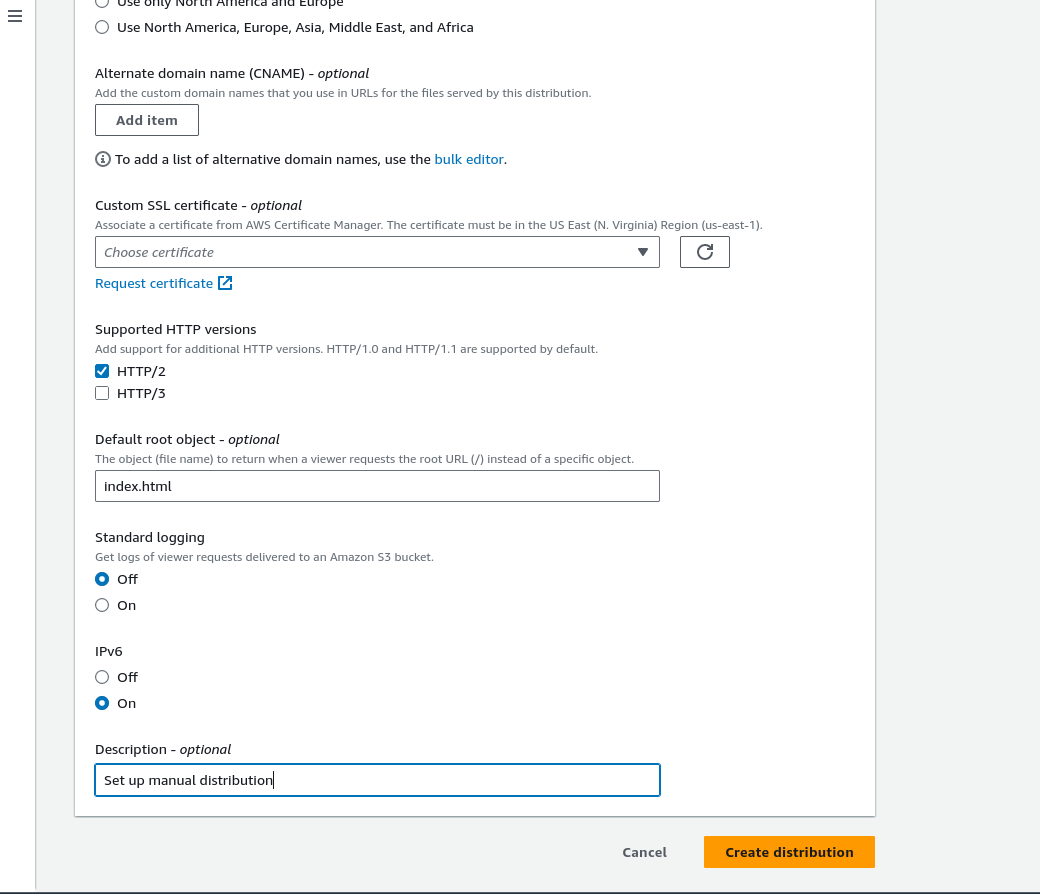 Use only North America and Europe
Use North America, Europe, Asia, Middle East, and Africa
Alternate domain name (CNAME) - optional
Add the custom domain names that you use in URLs for the files served by this distribution.
Add item
To add a list of alternative domain names, use the bulk editor.
Custom SSL certificate - optional
Associate a certificate from AWS Certificate Manager. The certificate must be in the US East (N. Virginia) Region (us-east-1).
Choose certificate
Request certificate
Supported HTTP versions
Add support for additional HTTP versions. HTTP/1.0 and HTTP/1.1 are supported by default.
HTTP/2
HTTP/3
Default root object - optional
The object (file name) to return when a viewer requests the root URL (/) instead of a specific object.
index.html
Standard logging
Get logs of viewer requests delivered to an Amazon S3 bucket.
Off
On
IPv6
Off
On
Description - optional
Set up manual distribution
Cancel
Create distribution